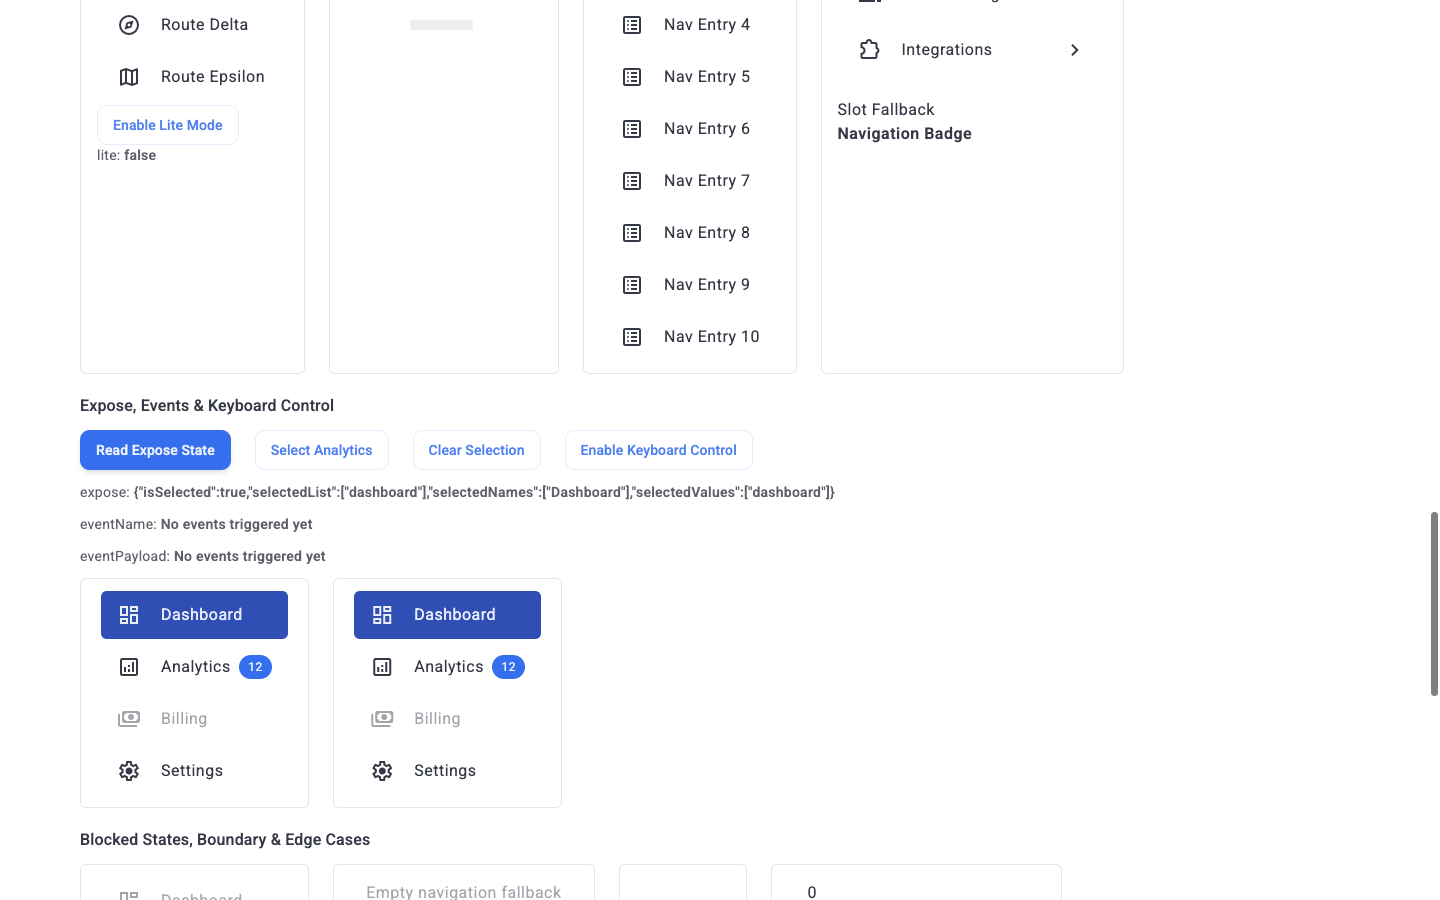 Route Delta
Route Epsilon
Enable Lite Mode
lite: false
Nav Entry 4
Nav Entry 5
Nav Entry 6
Nav Entry 7
Nav Entry 8
Nav Entry 9
Nav Entry 10
Integrations
Slot Fallback
Navigation Badge
Expose, Events & Keyboard Control
Read Expose State
Select Analytics
Clear Selection
Enable Keyboard Control
expose: {"isSelected":true,"selectedList":["dashboard"],"selectedNames":["Dashboard"],"selectedValues":["dashboard"]}
eventName: No events triggered yet
eventPayload: No events triggered yet
Dashboard
Analytics 12
Billing
Settings
Dashboard
Analytics 12
Billing
Settings
Blocked States, Boundary & Edge Cases
Dashboard
Empty navigation fallback
0